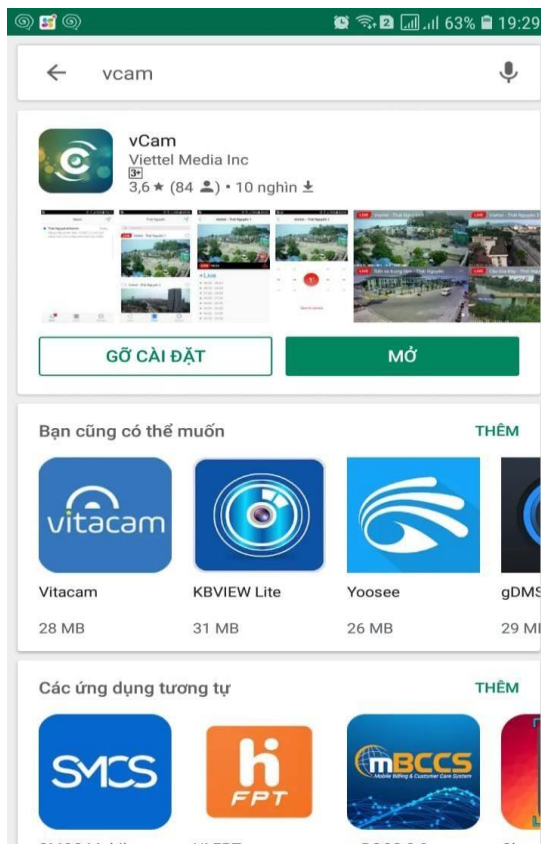 2 63% 19:29
vcam
vCam
Viettel Media Inc
3+
3,6 ★ (84 ) • 10 nghìn
GỠ CÀI ĐẶT MỞ
Bạn cũng có thể muốn THÊM
vitacam
Vitacam KBVIEW Lite Yoosee gDMS
28 MB 31 MB 26 MB 29 M
Các ứng dụng tương tự THÊM
SMCS hi FPT mBCCS
Mobile Billing & Customer Care System